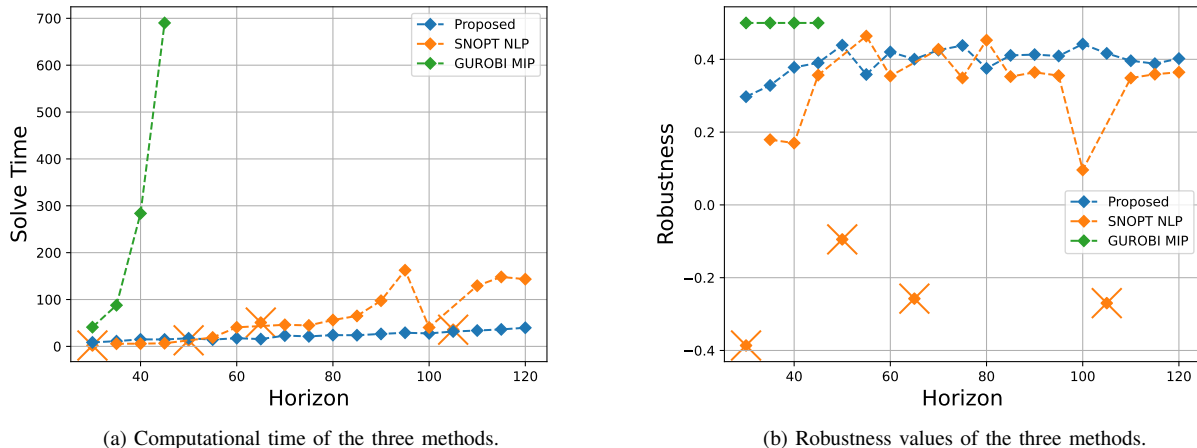 700
600
500
400
300
200
100
0
Solve Time
40
60
80
100
120
Horizon
Proposed
SNOPT NLP
GUROBI MIP
(a) Computational time of the three methods.
0.4
0.2
0.0
−0.2
−0.4
Robustness
40
60
80
100
120
Horizon
Proposed
SNOPT NLP
GUROBI MIP
(b) Robustness values of the three methods.